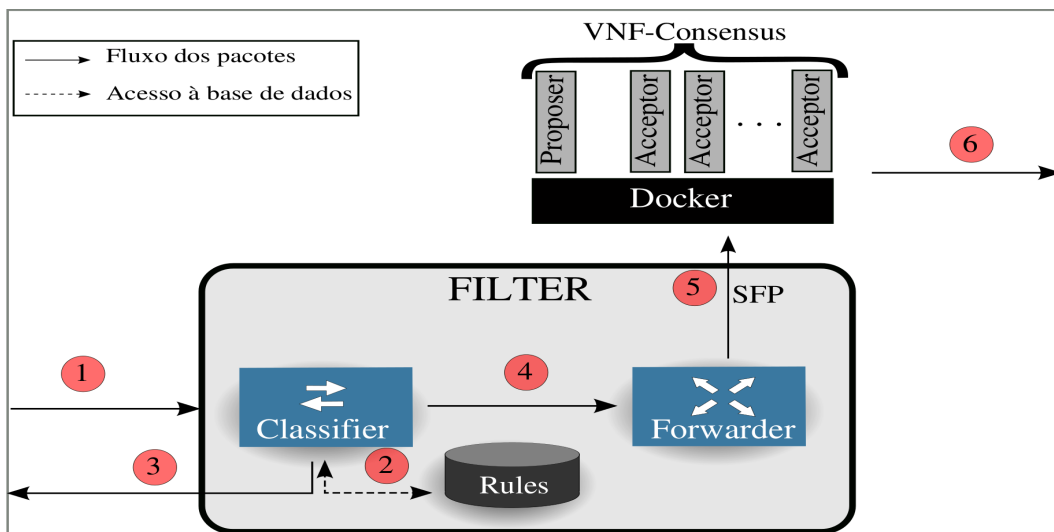 VNF-Consensus
Fluxo dos pacotes
Acesso à base de dados
Proposer
Acceptor
Acceptor
. . .
Acceptor
6
Docker
FILTER
5
SFP
1
4
Classifier
Forwarder
3
2
Rules